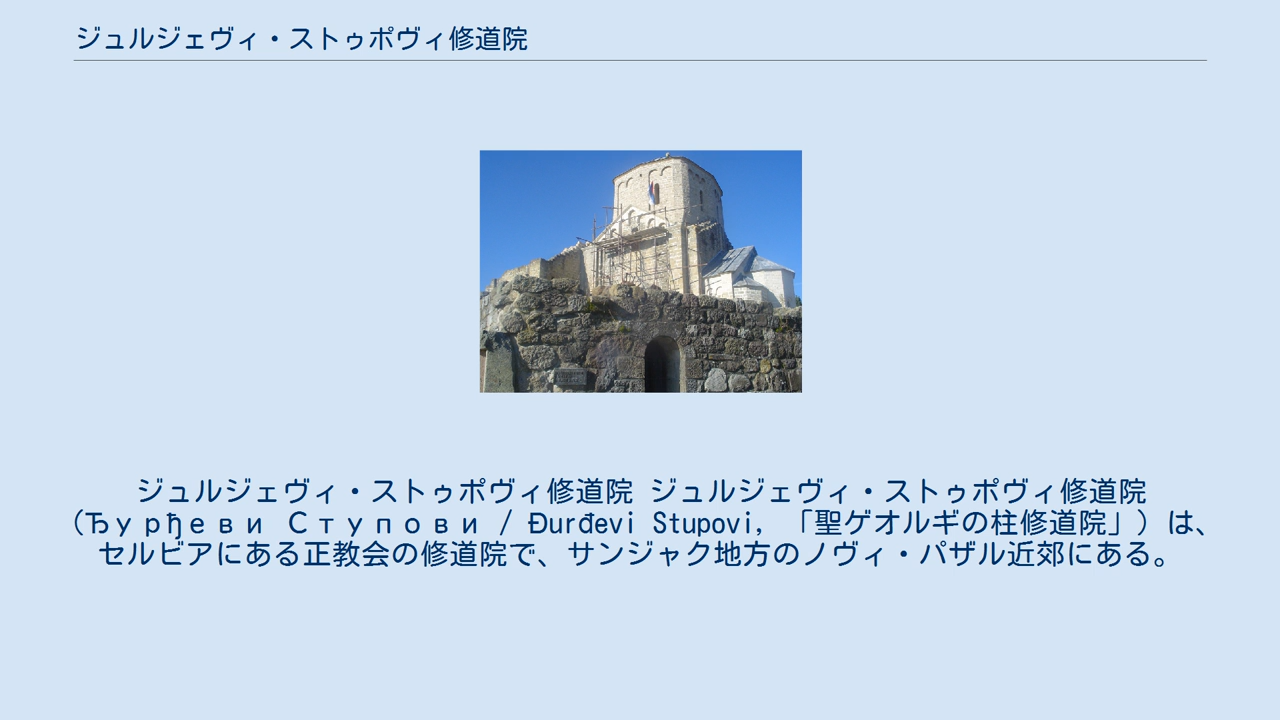 ジュルジェヴィ・ストゥポヴィ修道院
ジュルジェヴィ・ストゥポヴィ修道院 ジュルジェヴィ・ストゥポヴィ修道院
（Ђурђеви Ступови / Đurđevi Stupovi, 「聖ゲオルギの柱修道院」）は、
セルビアにある正教会の修道院で、サンジャク地方のノヴィ・パザル近郊にある。